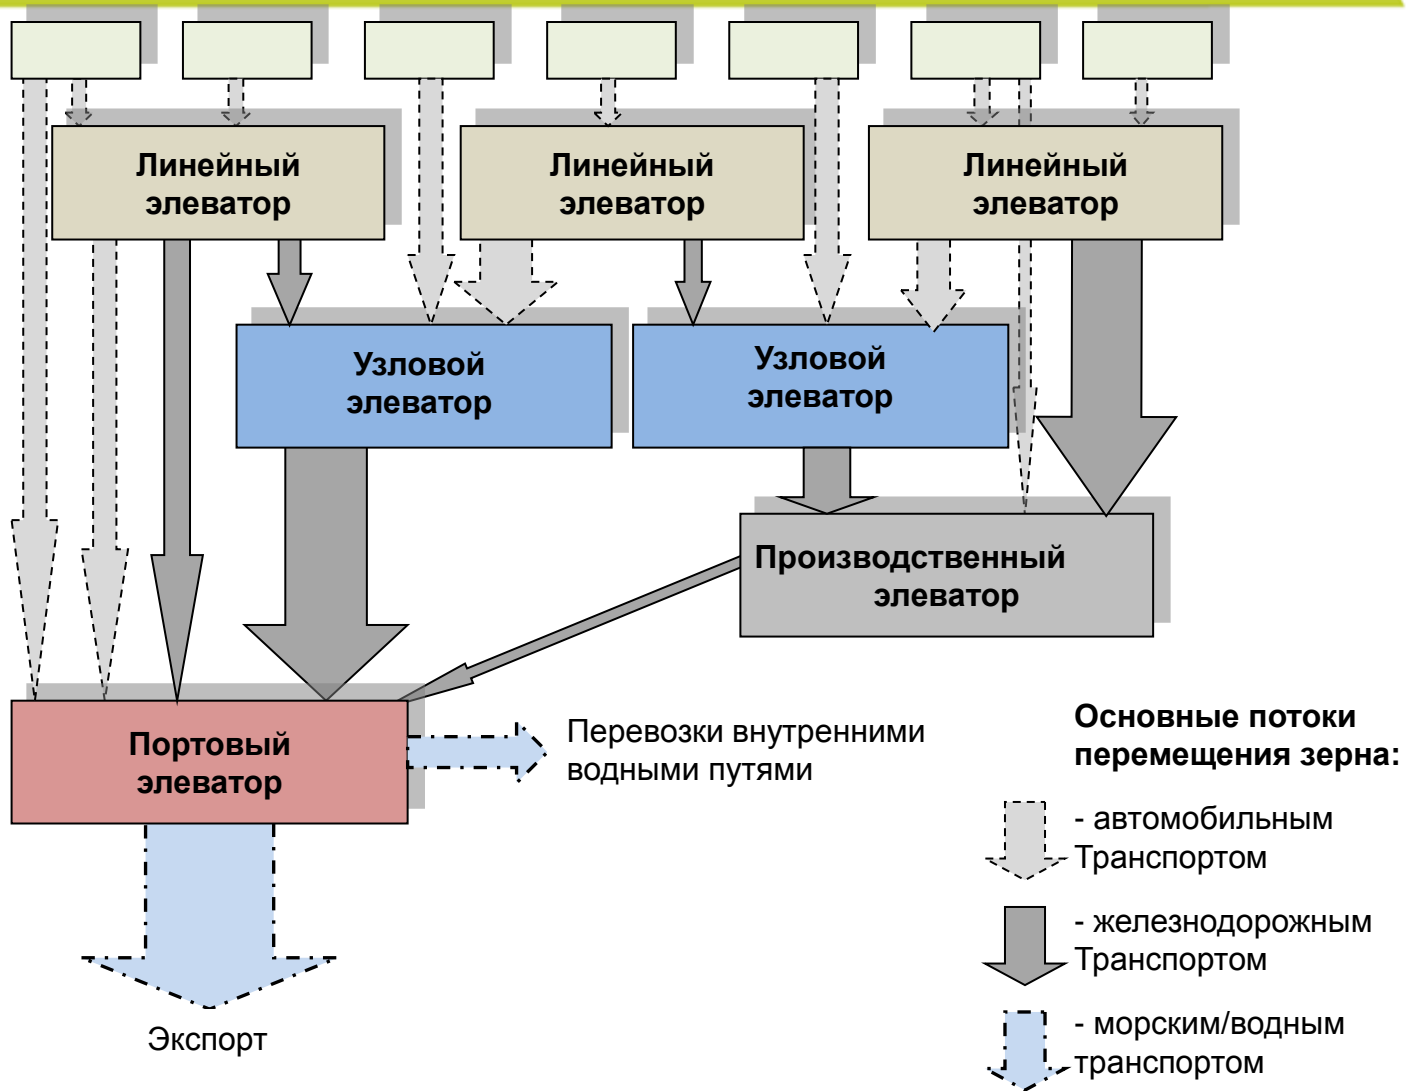 Линейный
элеватор
Линейный
элеватор
Линейный
элеватор
Узловой
элеватор
Узловой
элеватор
Производственный
элеватор
Портовый
элеватор
Перевозки внутренними
водными путями
Экспорт
Основные потоки
перемещения зерна:
- автомобильным
Транспортом
- железнодорожным
Транспортом
- морским/водным
транспортом